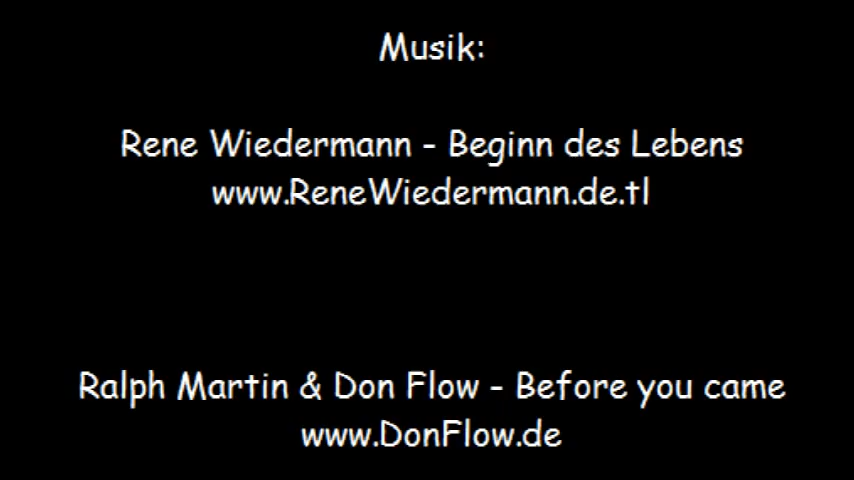 Musik:
Rene Wiedermann - Beginn des Lebens
www.ReneWiedermann.de.tl
Ralph Martin & Don Flow - Before you came
www.DonFlow.de